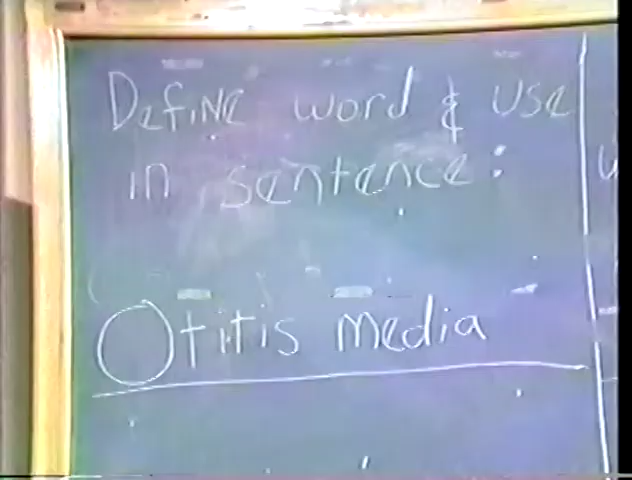 Define word & use
in sentence:
Otitis media